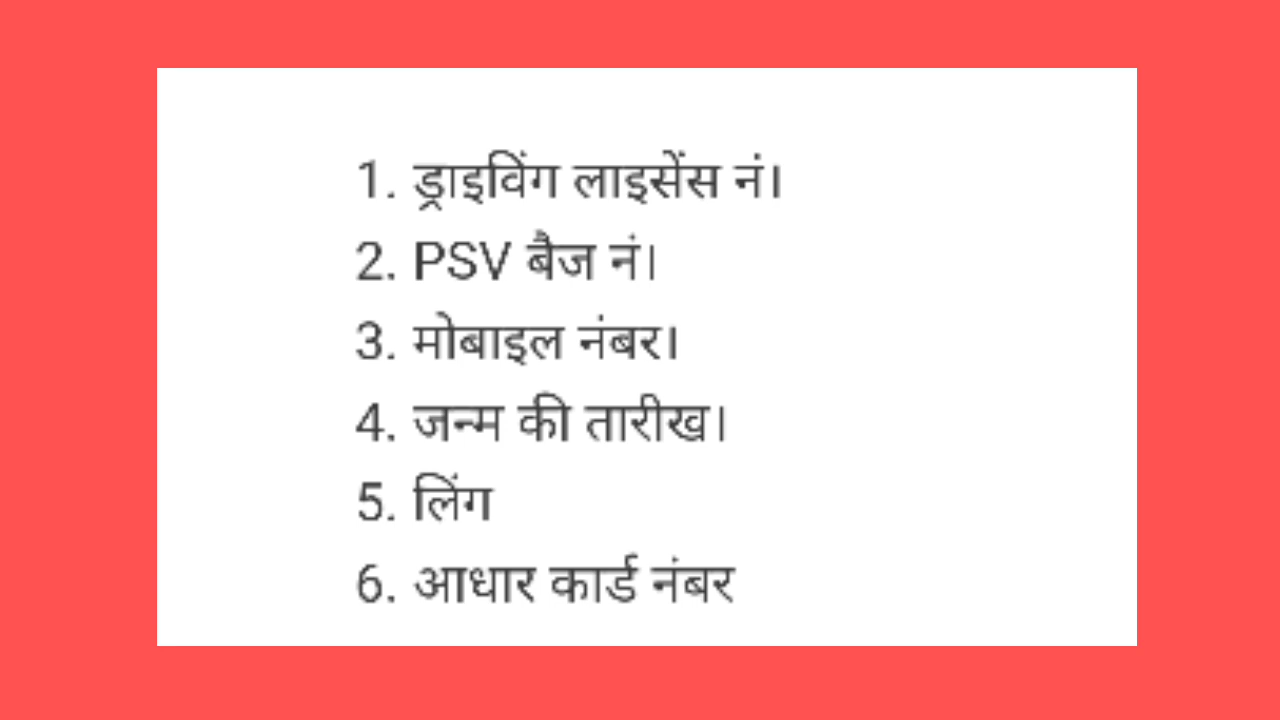 1. ड्राइविंग लाइसेंस नं।
2. PSV बैज नं।
3. मोबाइल नंबर।
4. जन्म की तारीख।
5. लिंग
6. आधार कार्ड नंबर